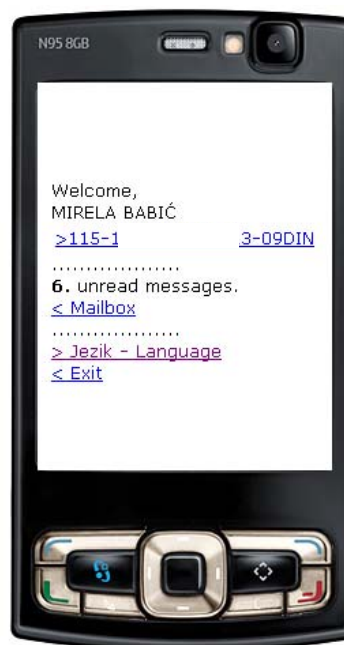 N95 8GB
Welcome,
MIRELA BABIĆ
>115-1 3-09DIN
...................
6. unread messages.
< Mailbox
...................
> Jezik - Language
< Exit